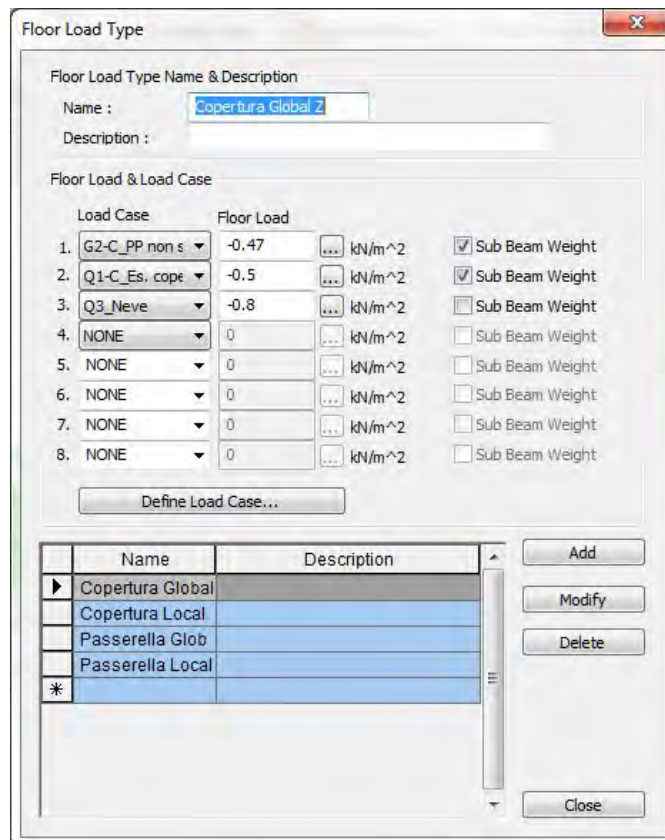 Floor Load Type
Floor Load Type Name & Description
Name :
Copertura Global Z
Description :
Floor Load & Load Case
Load Case Floor Load
1. G2-C_PP non s -0.47 ... kN/m^2 Sub Beam Weight
2. Q1-C_Es. cope -0.5 ... kN/m^2 Sub Beam Weight
3. Q3_Neve -0.8 ... kN/m^2 Sub Beam Weight
4. NONE 0 ... kN/m^2 Sub Beam Weight
5. NONE 0 ... kN/m^2 Sub Beam Weight
6. NONE 0 ... kN/m^2 Sub Beam Weight
7. NONE 0 ... kN/m^2 Sub Beam Weight
8. NONE 0 ... kN/m^2 Sub Beam Weight
Define Load Case...
Name Description
Copertura Global
Copertura Local
Passerella Glob
Passerella Local
*
Add
Modify
Delete
Close